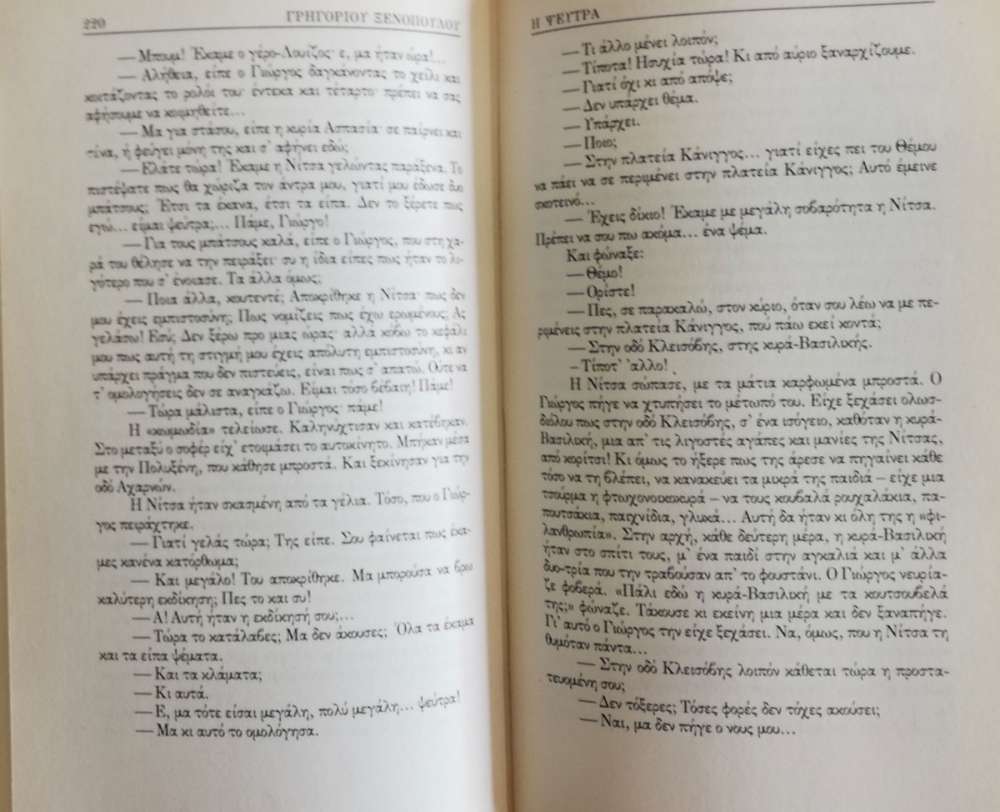 220 ΓΡΗΓΟΡΙΟΥ ΞΕΝΟΠΟΥΛΟΥ
— Μπουμ! Έκαμε ο γέρο-Λουίζος· ε, μα ήταν ώρα!...
— Αλήθεια, είπε ο Γιώργος δαγκάνοντας το χείλι και
κοιτάζοντας το ρολόι του· έντεκα και τέταρτο· πρέπει να σας
αφήσουμε να κοιμηθείτε...
— Μα για στάσου, είπε η κυρία Ασπασία· σε παίρνει και
σένα, ή φεύγει μόνη της και σ' αφήνει εδώ;
— Ελάτε τώρα! Έκαμε η Νίτσα γελώντας παράξενα. Το
πιστέψατε πως θα χώριζα τον άντρα μου, γιατί μου έδωσε δυο
μπάτσους; Έτσι τα έκανα, έτσι τα είπα. Δεν το ξέρετε πως
εγώ... είμαι ψεύτρα;... Πάμε, Γιώργο!
— Για τους μπάτσους καλά, είπε ο Γιώργος, που στη χα-
ρά του θέλησε να την πειράξει· συ η ίδια είπες πως ήταν το λι-
γότερο που σ' ένοιασε. Τα άλλα όμως;
— Ποια άλλα, κουτεντέ; Αποκρίθηκε η Νίτσα· πως δεν
μου έχεις εμπιστοσύνη; Πως νομίζεις πως έχω ερωμένους; Ας
γελάσω! Εσύ; Δεν ξέρω προ μιας ώρας· αλλά κόβω το κεφάλι
μου πως αυτή τη στιγμή μου έχεις απόλυτη εμπιστοσύνη, κι αν
υπάρχει πράγμα που δεν πιστεύεις, είναι πως σ' απατώ. Ούτε να
τ' ομολογήσεις δεν σε αναγκάζω. Είμαι τόσο βέβαιη! Πάμε!
— Τώρα μάλιστα, είπε ο Γιώργος· πάμε!
Η «κωμωδία» τελείωσε. Καληνύχτισαν και κατέβηκαν.
Στο μεταξύ ο σοφέρ είχ' ετοιμάσει το αυτοκίνητο. Μπήκαν μέσα
με την Πολυξένη, που κάθησε μπροστά. Και ξεκίνησαν για την
οδό Αχαρνών.
Η Νίτσα ήταν σκασμένη από τα γέλια. Τόσο, που ο Γιώρ-
γος πειράχτηκε.
— Γιατί γελάς τώρα; Της είπε. Σου φαίνεται πως έκα-
μες κανένα κατόρθωμα;
— Και μεγάλο! Του αποκρίθηκε. Μα μπορούσα να βρω
καλύτερη εκδίκηση; Πες το και συ!
— Α! Αυτή ήταν η εκδίκησή σου;...
— Τώρα το κατάλαβες; Μα δεν άκουσες; Όλα τα έκαμα
και τα είπα ψέματα.
— Και τα κλάματα;
— Κι αυτά.
— Ε, μα τότε είσαι μεγάλη, πολύ μεγάλη... ψεύτρα!
— Μα κι αυτό το ομολόγησα.
Η ΨΕΥΤΡΑ
— Τι άλλο μένει λοιπόν;
— Τίποτα! Ησυχία τώρα! Κι από αύριο ξαναρχίζουμε.
— Γιατί όχι κι από απόψε;
— Δεν υπάρχει θέμα.
— Υπάρχει.
— Ποιο;
— Στην πλατεία Κάνιγγος... γιατί είχες πει του Θέμου
να πάει να σε περιμένει στην πλατεία Κάνιγγος; Αυτό έμεινε
σκοτεινό...
— Έχεις δίκιο! Έκαμε με μεγάλη σοβαρότητα η Νίτσα.
Πρέπει να σου πω ακόμα... ένα ψέμα.
Και φώναξε:
— Θέμο!
— Ορίστε!
— Πες, σε παρακαλώ, στον κύριο, όταν σου λέω να με πε-
ριμένεις στην πλατεία Κάνιγγος, πού πάω εκεί κοντά;
— Στην οδό Κλεισόβης, στης κυρά-Βασιλικής.
– Τίποτ' άλλο!
Η Νίτσα σώπασε, με τα μάτια καρφωμένα μπροστά. Ο
Γιώργος πήγε να χτυπήσει το μέτωπό του. Είχε ξεχάσει ολωσ-
διόλου πως στην οδό Κλεισόβης, σ' ένα ισόγειο, καθόταν η κυρά-
Βασιλική, μια απ' τις λιγοστές αγάπες και μανίες της Νίτσας,
από κορίτσι! Κι όμως το ήξερε πως της άρεσε να πηγαίνει κάθε
τόσο να τη βλέπει, να κανακεύει τα μικρά της παιδιά – είχε μια
τσούρμα η φτωχονοικοκυρά – να τους κουβαλά ρουχαλάκια, πα-
πουτσάκια, παιχνίδια, γλυκά... Αυτή δα ήταν κι όλη της η «φι-
λανθρωπία». Στην αρχή, κάθε δεύτερη μέρα, η κυρά-Βασιλική
ήταν στο σπίτι τους, μ' ένα παιδί στην αγκαλιά και μ' άλλα
δυο-τρία που την τραβούσαν απ' το φουστάνι. Ο Γιώργος νευρία-
ζε φοβερά. «Πάλι εδώ η κυρά-Βασιλική με τα κουτσουβελά
της;» φώναζε. Τάκουσε κι εκείνη μια μέρα και δεν ξαναπήγε.
Γι' αυτό ο Γιώργος την είχε ξεχάσει. Να, όμως, που η Νίτσα τη
θυμόταν πάντα...
— Στην οδό Κλεισόβης λοιπόν κάθεται τώρα η προστα-
τευομένη σου;
— Δεν τόξερες; Τόσες φορές δεν τόχες ακούσει;
— Ναι, μα δεν πήγε ο νους μου...